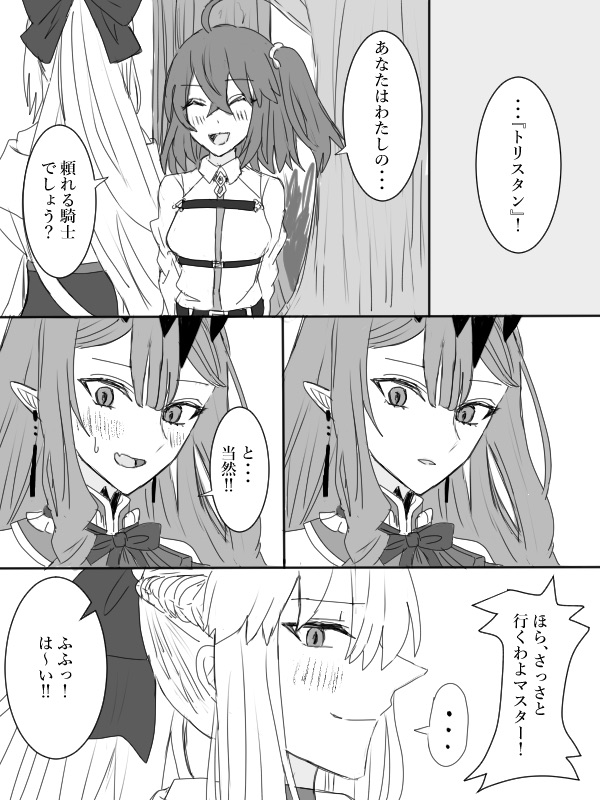 …『トリスタン』!
あなたはわたしの…
頼れる騎士
でしょう?
と…
当然!!
ほら、さっさと
行くわよマスター!
・・・
ふふっ!
は〜い!!